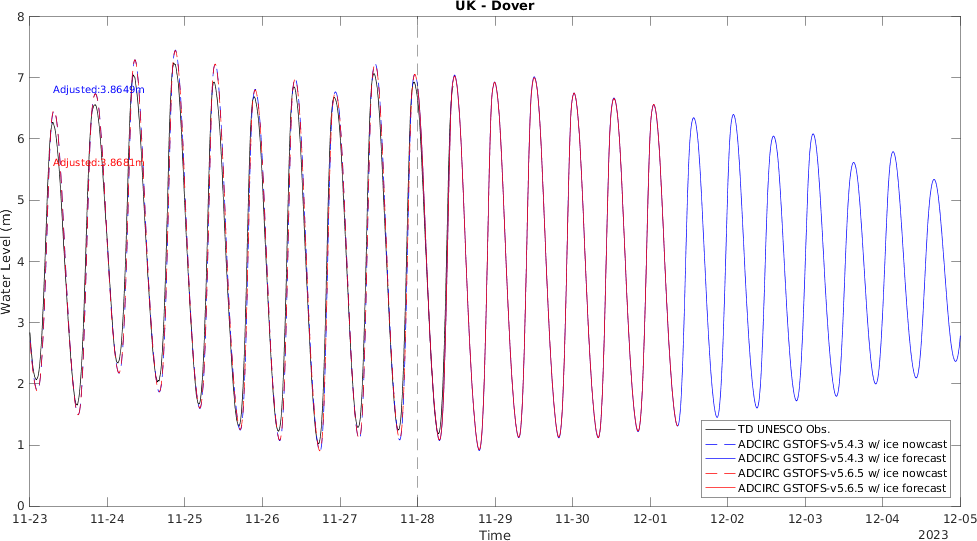 UK - Dover
8
7
6
5
4
3
2
1
0
Water Level (m)
Adjusted:3.8649m
Adjusted:3.8681m
TD UNESCO Obs.
ADCIRC GSTOFS-v5.4.3 w/ ice nowcast
ADCIRC GSTOFS-v5.4.3 w/ ice forecast
ADCIRC GSTOFS-v5.6.5 w/ ice nowcast
ADCIRC GSTOFS-v5.6.5 w/ ice forecast
11-23 11-24 11-25 11-26 11-27 11-28 11-29 11-30 12-01 12-02 12-03 12-04 12-05
Time
2023